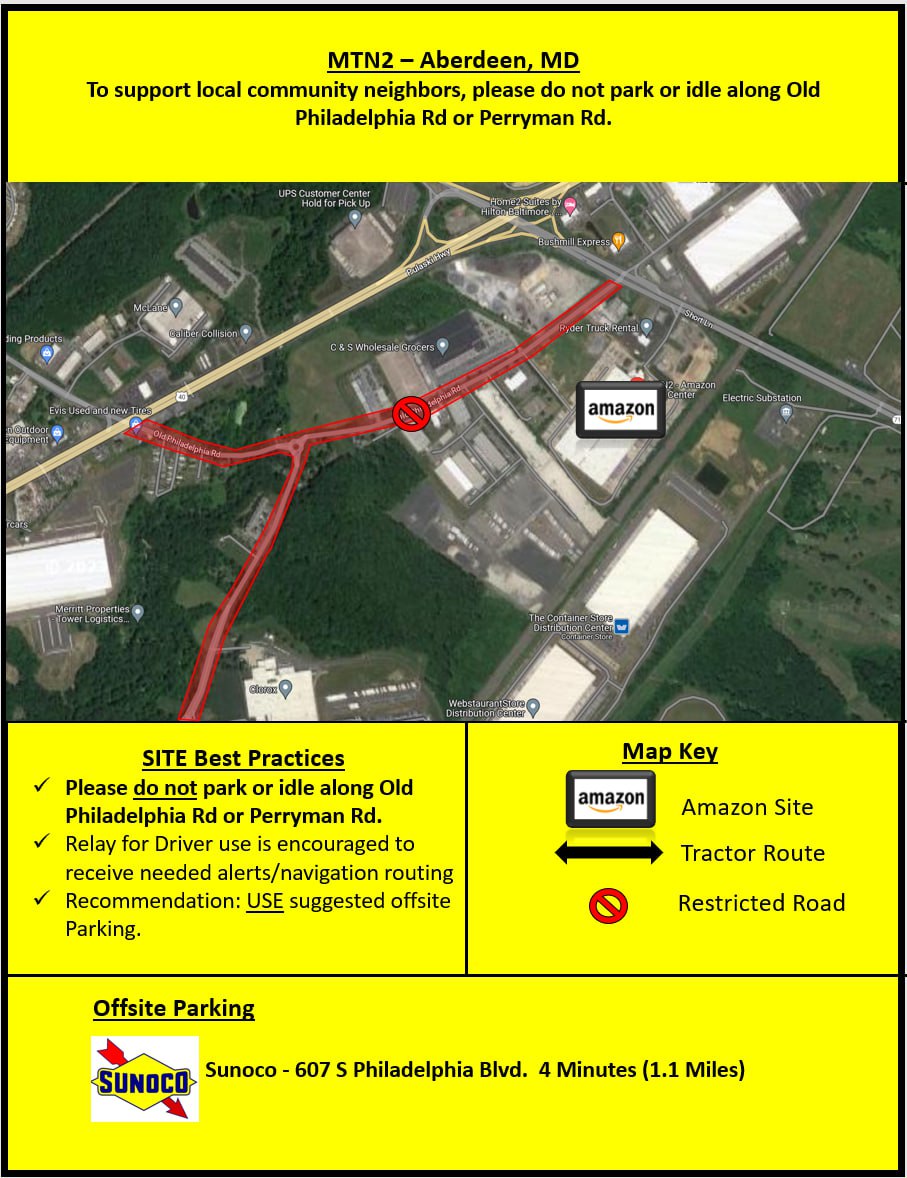 MTN2 – Aberdeen, MD
To support local community neighbors, please do not park or idle along Old
Philadelphia Rd or Perryman Rd.
UPS Customer Center
Hold for Pick Up
Home2 Suites by
Hilton Baltimore/...
Bushmill Express
Pulaski Hwy
McLane
Caliber Collision
Short Ln
Ryder Truck Rental
ding Products
C & S Wholesale Grocers
40
Evis Used and new Tires
Old Philadelphia Rd
delphia Rd
N2 - Amazon
Center
amazon
Electric Substation
n Outdoor
Equipment
rcars
Merritt Properties
- Tower Logistics...
The Container Store
Distribution Center
Container Store
Clorox
WebstaurantStore
Distribution Center
SITE Best Practices
✓ Please do not park or idle along Old
Philadelphia Rd or Perryman Rd.
✓ Relay for Driver use is encouraged to
receive needed alerts/navigation routing
✓ Recommendation: USE suggested offsite
Parking.
Map Key
amazon
Amazon Site
Tractor Route
Restricted Road
Offsite Parking
SUNOCO
Sunoco - 607 S Philadelphia Blvd.  4 Minutes (1.1 Miles)